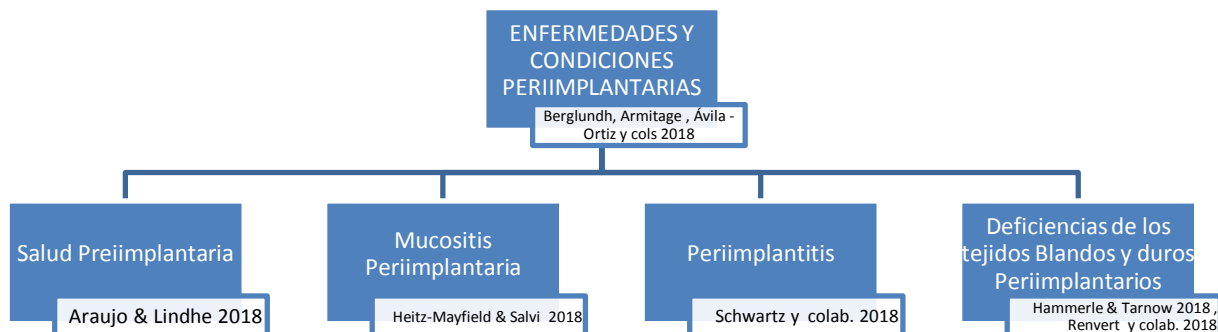 ENFERMEDADES Y
CONDICIONES
PERIIMPLANTARIAS
Berglundh, Armitage , Ávila -
Ortiz y cols 2018
Salud Preiimplantaria
Araujo & Lindhe 2018
Mucositis
Periimplantaria
Heitz-Mayfield & Salvi 2018
Periimplantitis
Schwartz y colab. 2018
Deficiencias de los
tejidos Blandos y duros
Periimplantarios
Hammerle & Tarnow 2018 ,
Renvert y colab. 2018